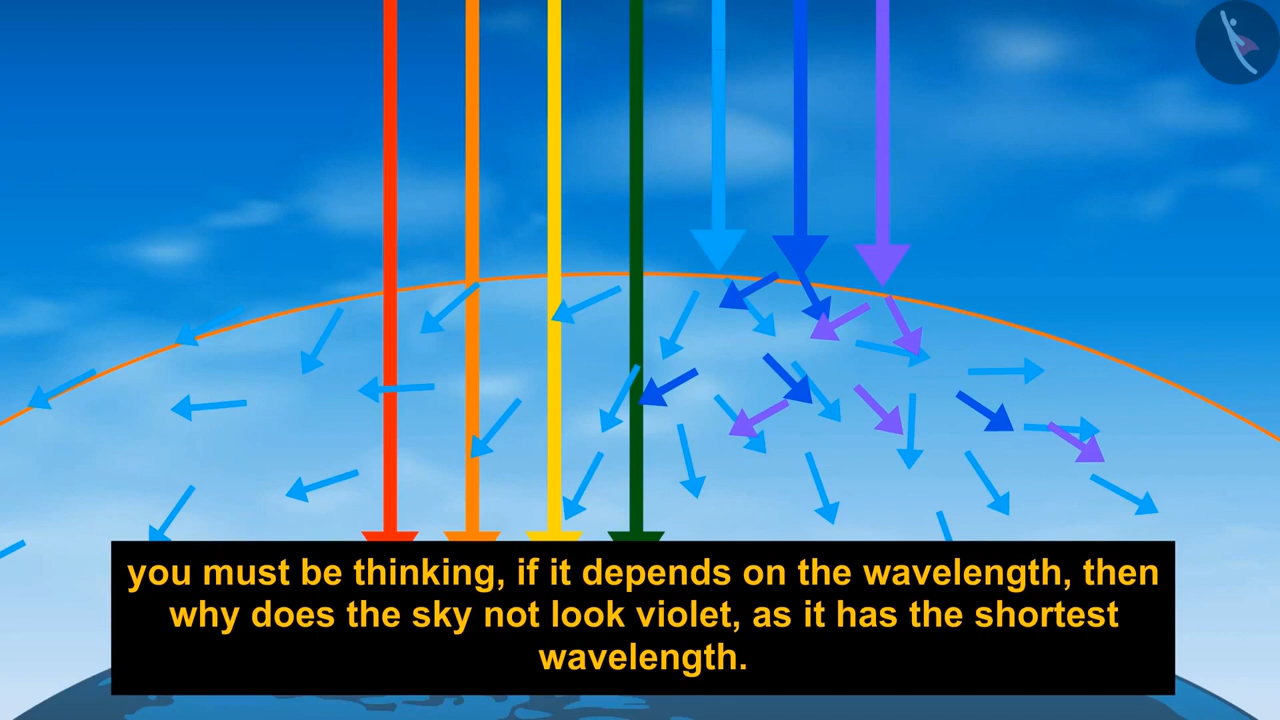 you must be thinking, if it depends on the wavelength, then
why does the sky not look violet, as it has the shortest
wavelength.